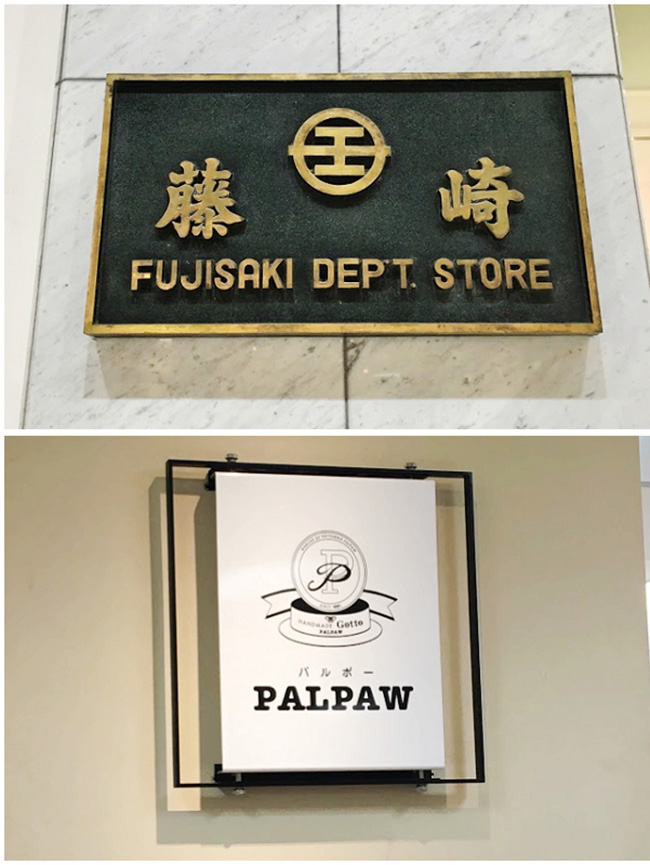 藤 崎
FUJISAKI DEP'T. STORE
P
HANDMADE Gotto
PALPAW
パルポー
PALPAW